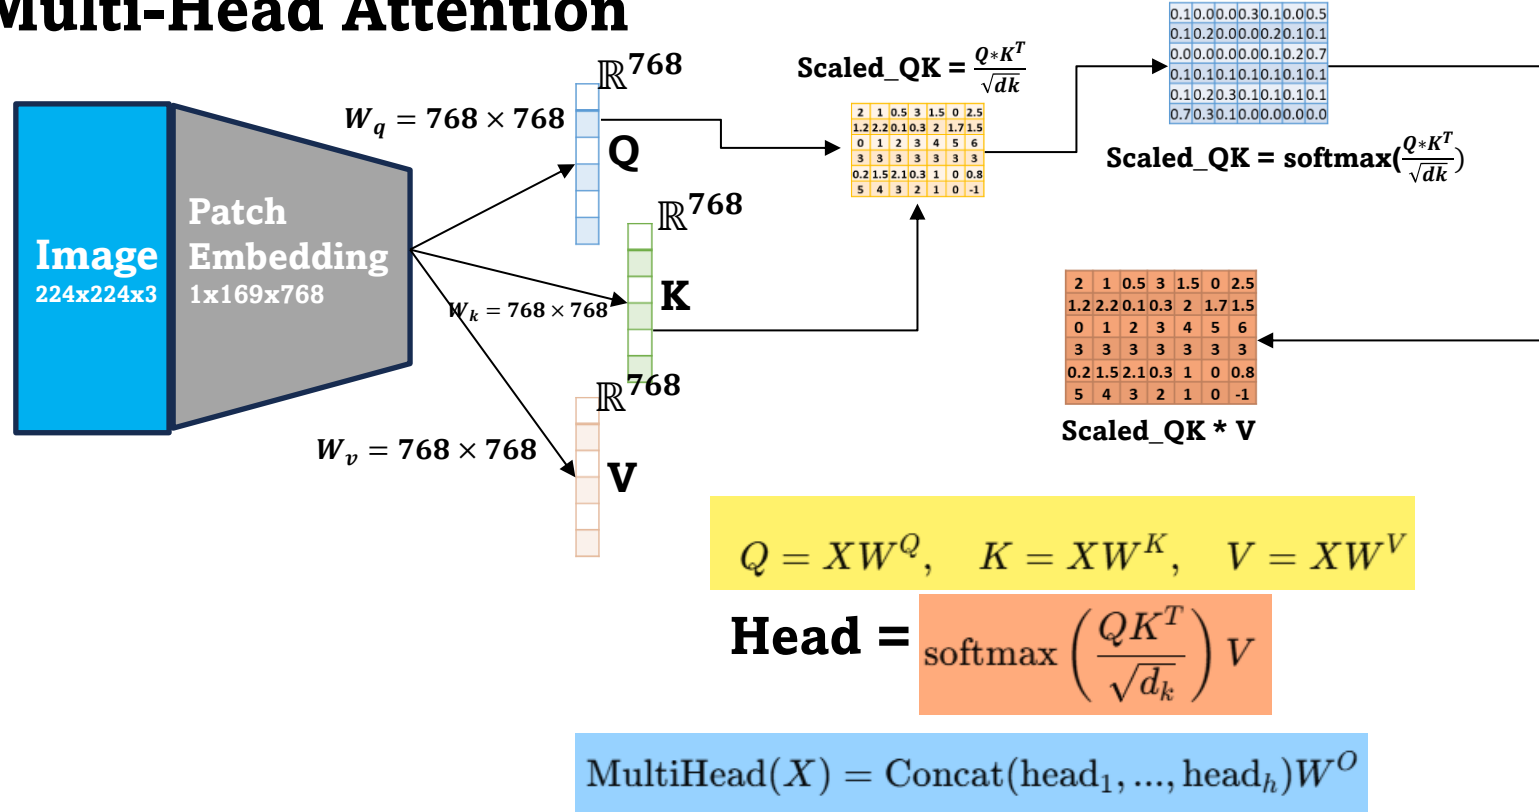 Multi-Head Attention
Image
224x224x3
Patch
Embedding
1x169x768
W_q = 768 × 768
ℝ^768
Q
W_k = 768 × 768
ℝ^768
K
W_v = 768 × 768
ℝ^768
V
Scaled_QK = Q∗K^T / √dk
2 1 0.5 3 1.5 0 2.5
1.2 2.2 0.1 0.3 2 1.7 1.5
0 1 2 3 4 5 6
3 3 3 3 3 3 3
0.2 1.5 2.1 0.3 1 0 0.8
5 4 3 2 1 0 -1
0.1 0.0 0.0 0.3 0.1 0.0 0.5
0.1 0.2 0.0 0.0 0.2 0.1 0.1
0.0 0.0 0.0 0.0 0.1 0.2 0.7
0.1 0.1 0.1 0.1 0.1 0.1 0.1
0.1 0.2 0.3 0.1 0.1 0.1 0.1
0.7 0.3 0.1 0.0 0.0 0.0 0.0
Scaled_QK = softmax(Q∗K^T / √dk)
2 1 0.5 3 1.5 0 2.5
1.2 2.2 0.1 0.3 2 1.7 1.5
0 1 2 3 4 5 6
3 3 3 3 3 3 3
0.2 1.5 2.1 0.3 1 0 0.8
5 4 3 2 1 0 -1
Scaled_QK * V
Q = XW^Q, K = XW^K, V = XW^V
Head = softmax(QK^T / √d_k) V
MultiHead(X) = Concat(head_1, ..., head_h)W^O